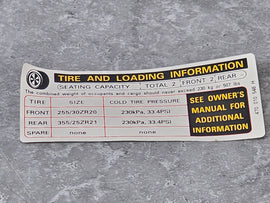 TIRE AND LOADING INFORMATION
SEATING CAPACITY TOTAL 2 FRONT 2 REAR
The combined weight of occupants and cargo should never exceed 230 kg or 507 lbs
TIRE SIZE COLD TIRE PRESSURE
FRONT 255/30ZR20 230kPa, 33.4PSI
REAR 355/25ZR21 230kPa, 33.4PSI
SPARE none none
SEE OWNER'S
MANUAL FOR
ADDITIONAL
INFORMATION